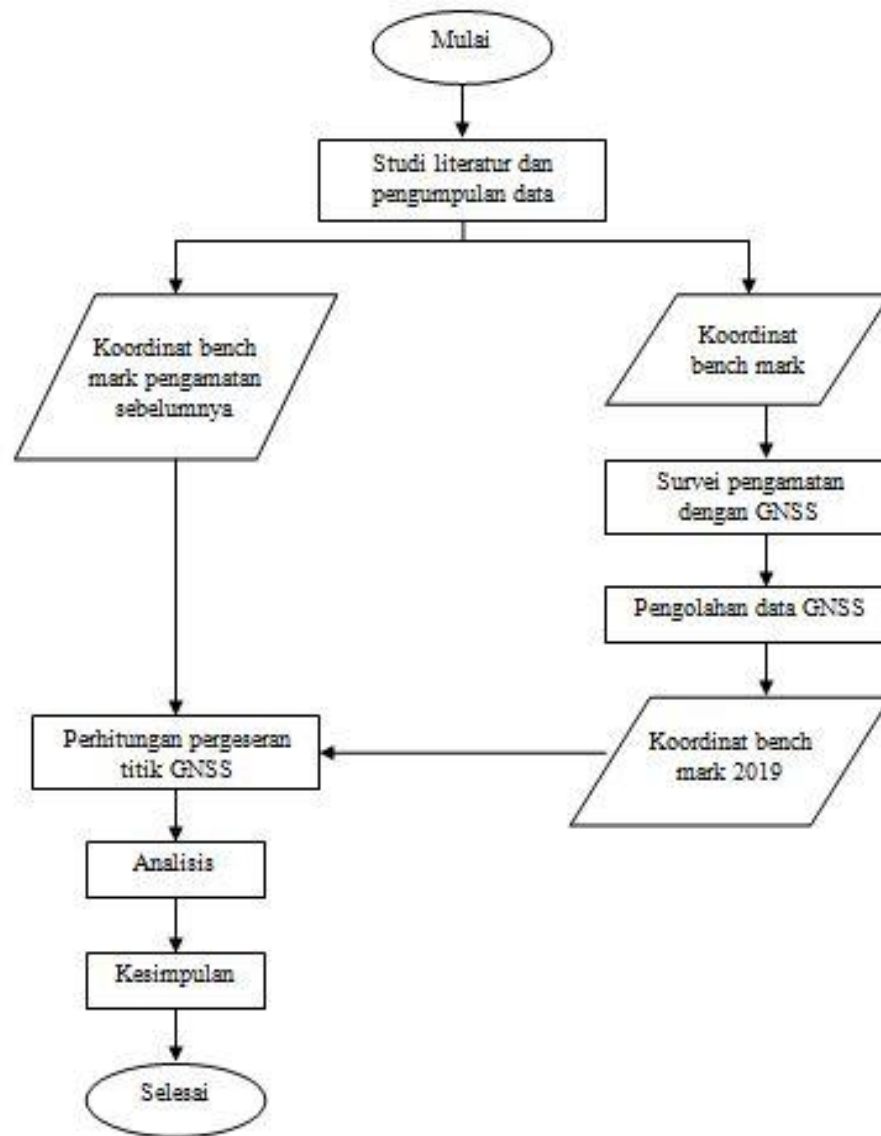 Mulai
Studi literatur dan
pengumpulan data
Koordinat bench
mark pengamatan
sebelumnya
Koordinat
bench mark
Survei pengamatan
dengan GNSS
Pengolahan data GNSS
Koordinat bench
mark 2019
Perhitungan pergeseran
titik GNSS
Analisis
Kesimpulan
Selesai